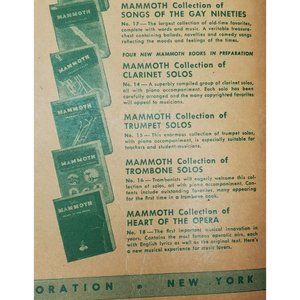 MAMMOTH Collection of
SONGS OF THE GAY NINETIES
No. 17 — The largest collection of old-time favorites,
complete with words and music. A veritable treasure-
chest containing ballads, novelties and comedy songs
reflecting the moods and feelings of the times.
FOUR NEW MAMMOTH BOOKS IN PREPARATION
MAMMOTH Collection of
CLARINET SOLOS
No. 14 — A superbly compiled group of clarinet solos,
all with piano accompaniment. Each solo has been
carefully arranged and the many copyrighted favorites
will appeal to musicians.
MAMMOTH Collection of
TRUMPET SOLOS
No. 15 — This enormous collection of trumpet solos,
with piano accompaniment, is especially suitable for
teachers and student-musicians.
MAMMOTH Collection of
TROMBONE SOLOS
No. 16 — Trombonists will eagerly welcome this col-
lection of solos, all with piano accompaniment. Con-
tents include outstanding favorites, many appearing
for the first time in a trombone book.
MAMMOTH Collection of
HEART OF THE OPERA
No. 18 — The first important musical innovation in
years. Contains the most famous operatic airs, each
with English lyrics as well as the original text. Here's
a new musical experience for music lovers.
MAMMOTH
MAMMOTH
MAMMOTH
MAMMOTH
ORATION • NEW YORK